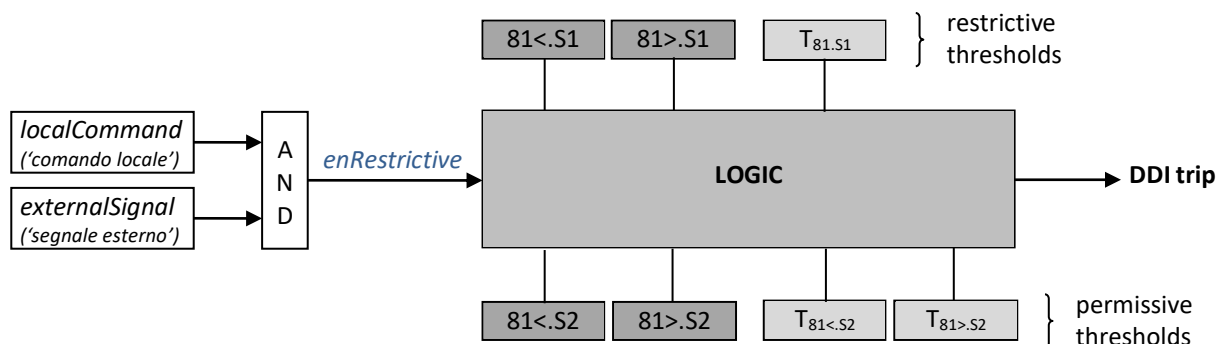 81<.S1 81>.S1 T81.S1 restrictive
thresholds
localCommand
('comando locale')
externalSignal
('segnale esterno')
A
N
D
enRestrictive
LOGIC
DDI trip
81<.S2 81>.S2 T81<.S2 T81>.S2 permissive
thresholds